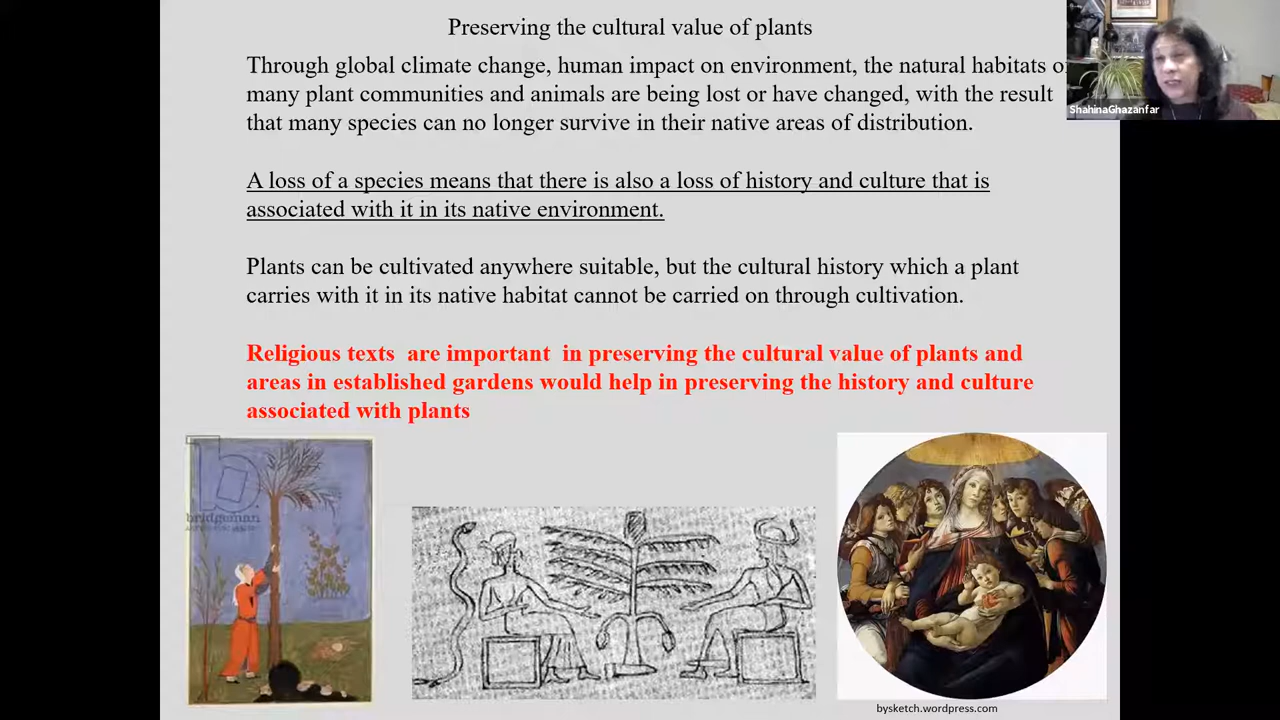 Preserving the cultural value of plants
Through global climate change, human impact on environment, the natural habitats
many plant communities and animals are being lost or have changed, with the result
that many species can no longer survive in their native areas of distribution.
ShahinaGhazanfar
A loss of a species means that there is also a loss of history and culture that is
associated with it in its native environment.
Plants can be cultivated anywhere suitable, but the cultural history which a plant
carries with it in its native habitat cannot be carried on through cultivation.
Religious texts are important in preserving the cultural value of plants and
areas in established gardens would help in preserving the history and culture
associated with plants
bridgeman
bysketch.wordpress.com